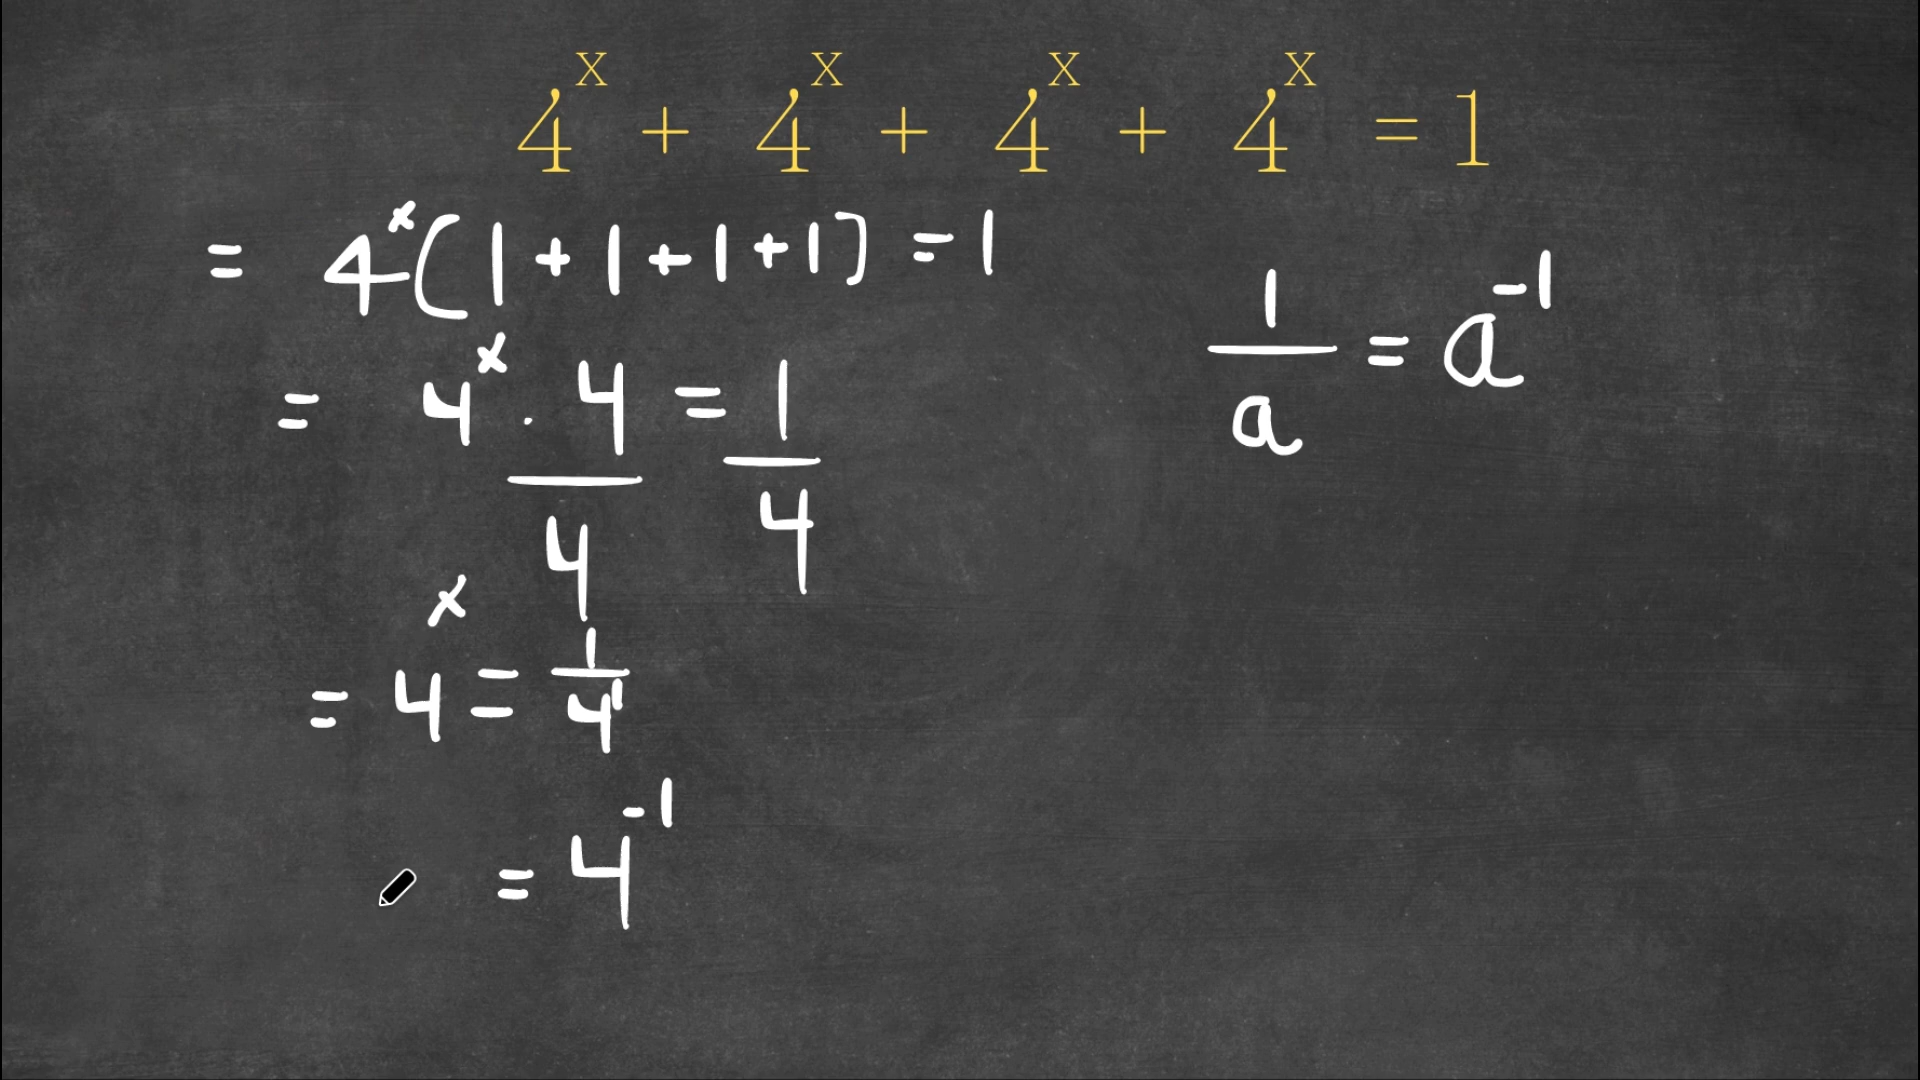 4^x + 4^x + 4^x + 4^x = 1
= 4^x (1 + 1 + 1 + 1) = 1
1/a = a^-1
= 4^x · 4/4 = 1/4
= 4^x = 1/4^1
= 4^-1